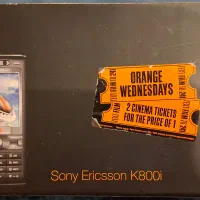 ORANGE
WEDNESDAYS
2 CINEMA TICKETS
FOR THE PRICE OF 1
Sony Ericsson K800i